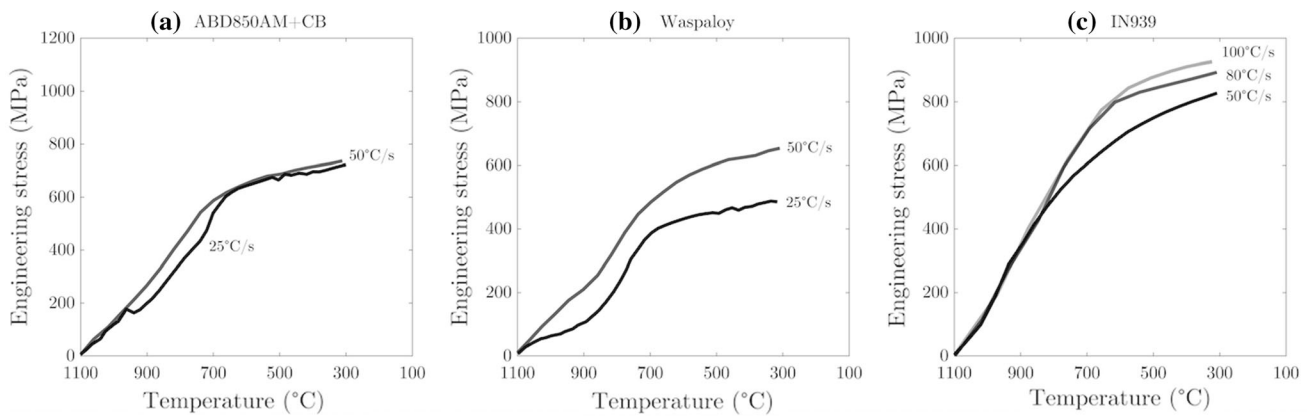 (a) ABD850AM+CB
1200
1000
800
600
400
200
0
Engineering stress (MPa)
50°C/s
25°C/s
1100 900 700 500 300 100
Temperature (°C)
(b) Waspaloy
1000
800
600
400
200
0
Engineering stress (MPa)
50°C/s
25°C/s
1100 900 700 500 300 100
Temperature (°C)
(c) IN939
1000
800
600
400
200
0
Engineering stress (MPa)
100°C/s
80°C/s
50°C/s
1100 900 700 500 300 100
Temperature (°C)